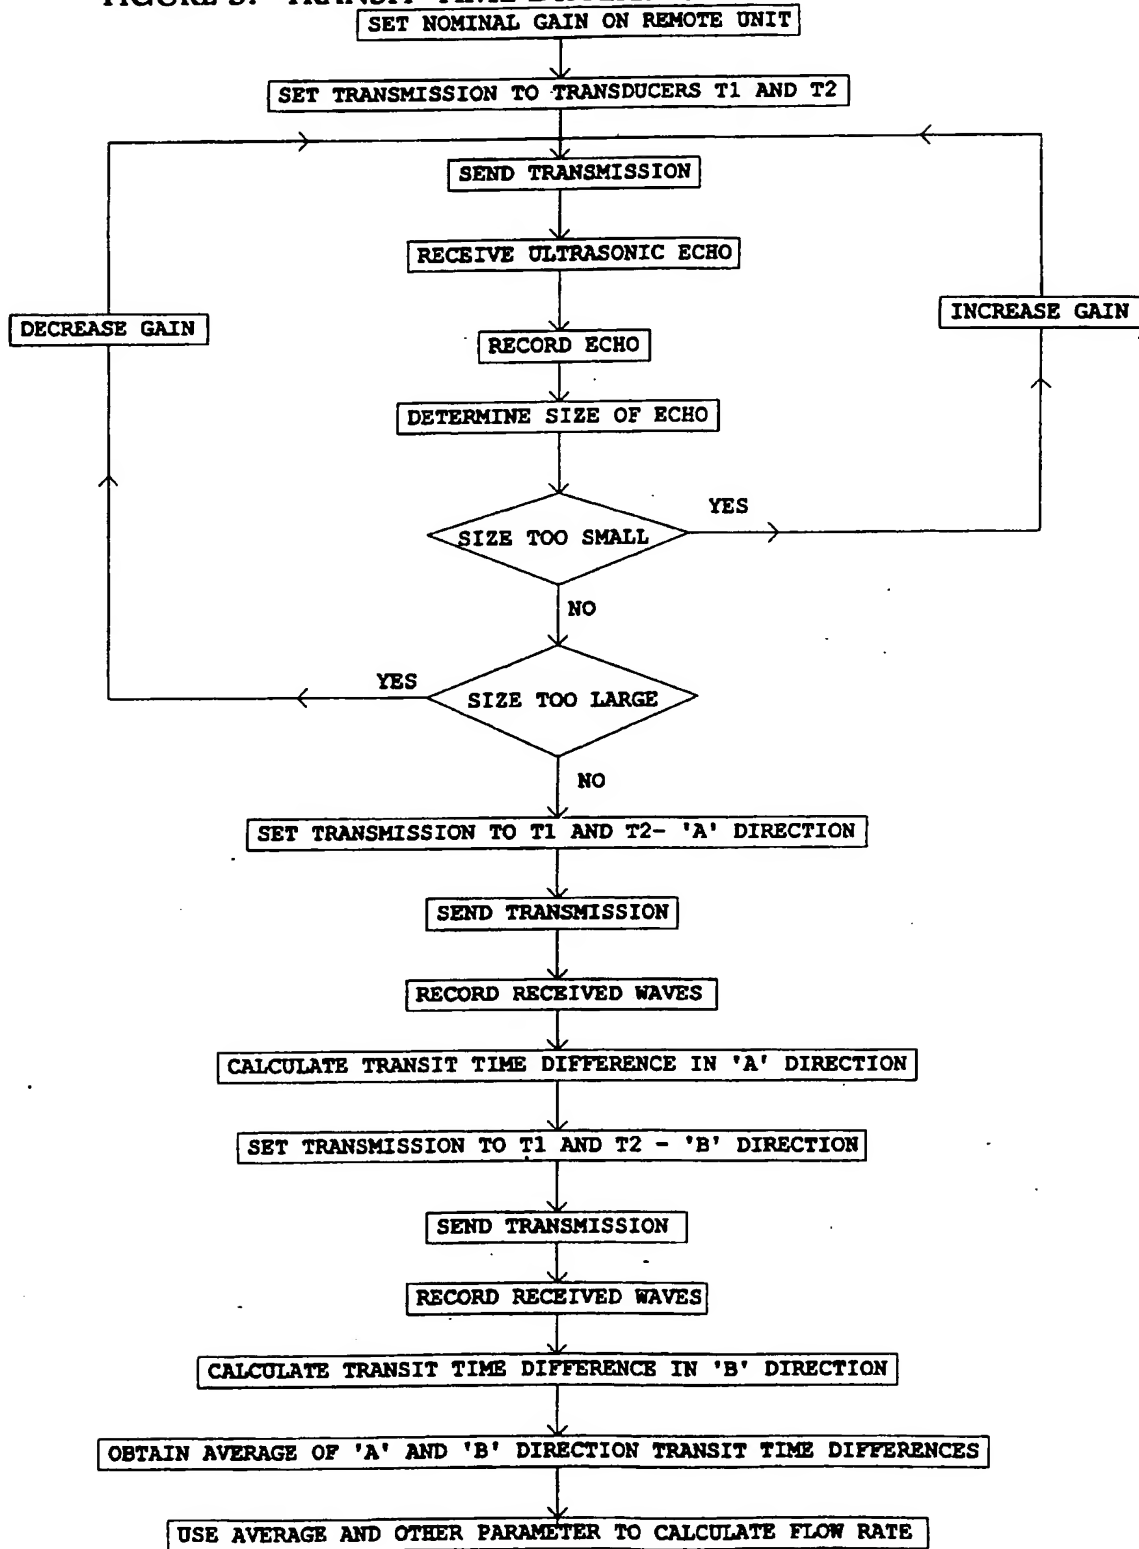 SET NOMINAL GAIN ON REMOTE UNIT
SET TRANSMISSION TO TRANSDUCERS T1 AND T2
SEND TRANSMISSION
RECEIVE ULTRASONIC ECHO
DECREASE GAIN
INCREASE GAIN
RECORD ECHO
DETERMINE SIZE OF ECHO
YES
SIZE TOO SMALL
NO
YES
SIZE TOO LARGE
NO
SET TRANSMISSION TO T1 AND T2- 'A' DIRECTION
SEND TRANSMISSION
RECORD RECEIVED WAVES
CALCULATE TRANSIT TIME DIFFERENCE IN 'A' DIRECTION
SET TRANSMISSION TO T1 AND T2 - 'B' DIRECTION
SEND TRANSMISSION
RECORD RECEIVED WAVES
CALCULATE TRANSIT TIME DIFFERENCE IN 'B' DIRECTION
OBTAIN AVERAGE OF 'A' AND 'B' DIRECTION TRANSIT TIME DIFFERENCES
USE AVERAGE AND OTHER PARAMETER TO CALCULATE FLOW RATE